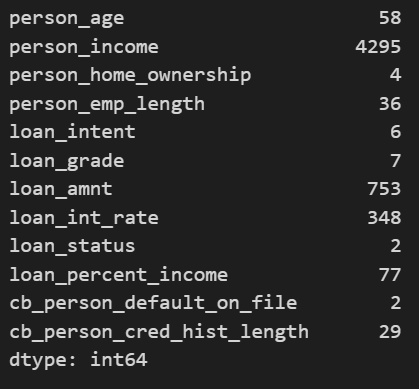 person_age 58
person_income 4295
person_home_ownership 4
person_emp_length 36
loan_intent 6
loan_grade 7
loan_amnt 753
loan_int_rate 348
loan_status 2
loan_percent_income 77
cb_person_default_on_file 2
cb_person_cred_hist_length 29
dtype: int64